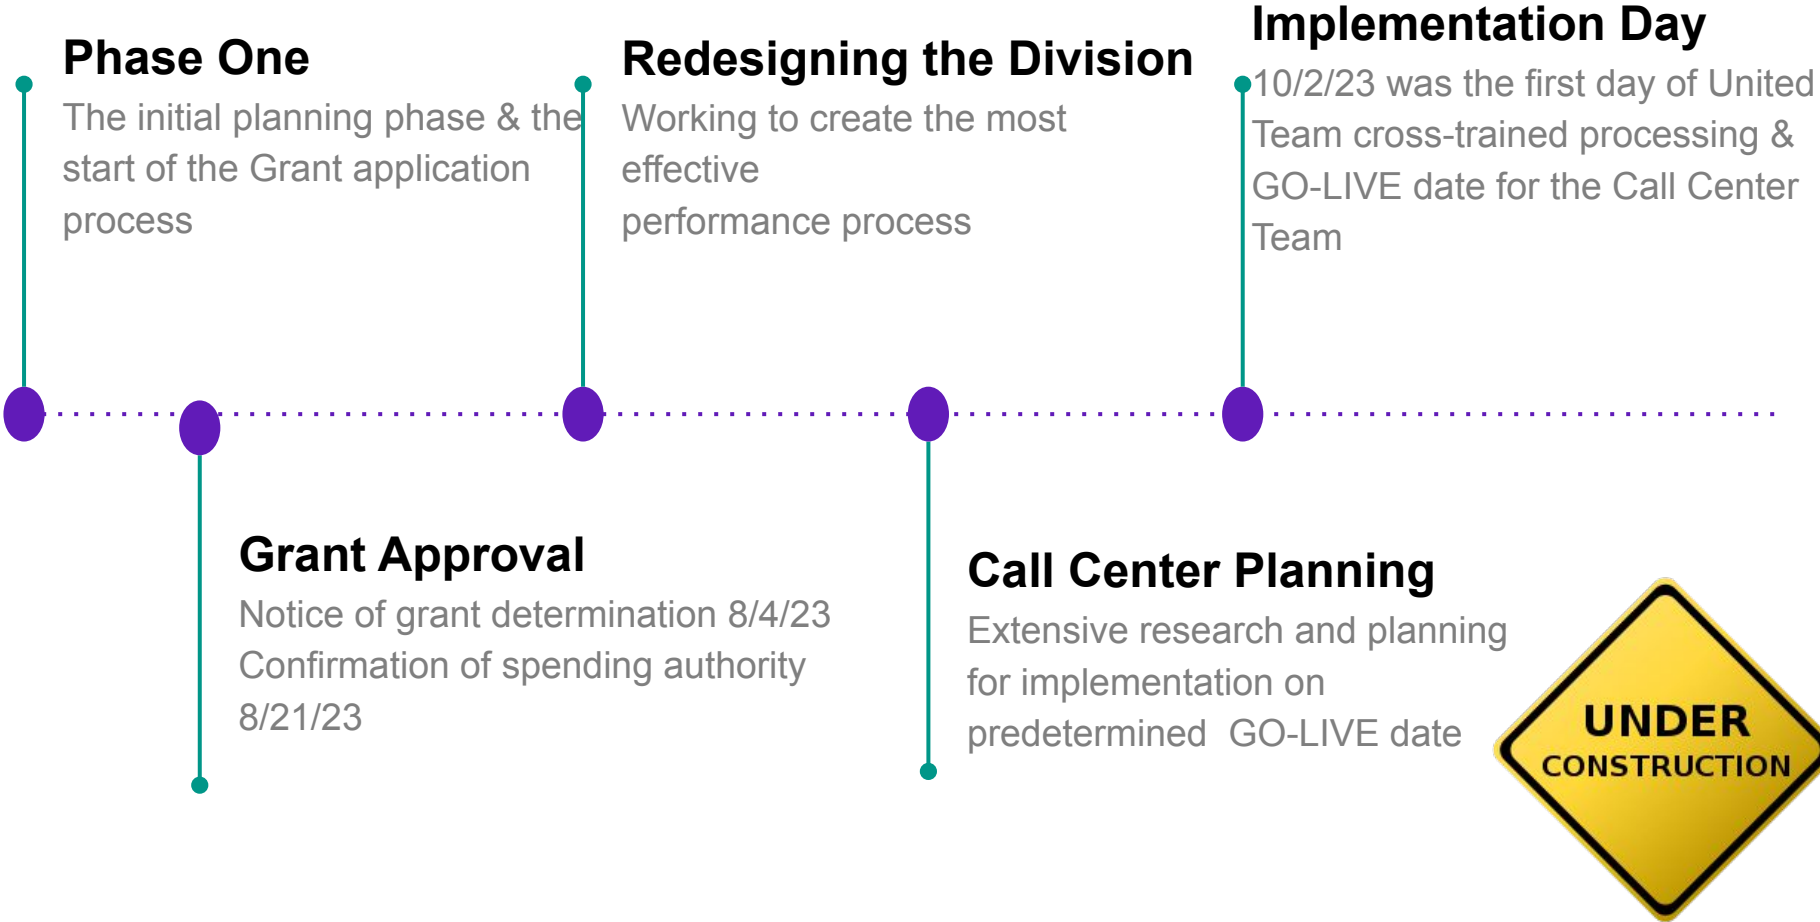 Phase One
The initial planning phase & the
start of the Grant application
process
Redesigning the Division
Working to create the most
effective
performance process
Implementation Day
10/2/23 was the first day of United
Team cross-trained processing &
GO-LIVE date for the Call Center
Team
Grant Approval
Notice of grant determination 8/4/23
Confirmation of spending authority
8/21/23
Call Center Planning
Extensive research and planning
for implementation on
predetermined  GO-LIVE date
UNDER
CONSTRUCTION